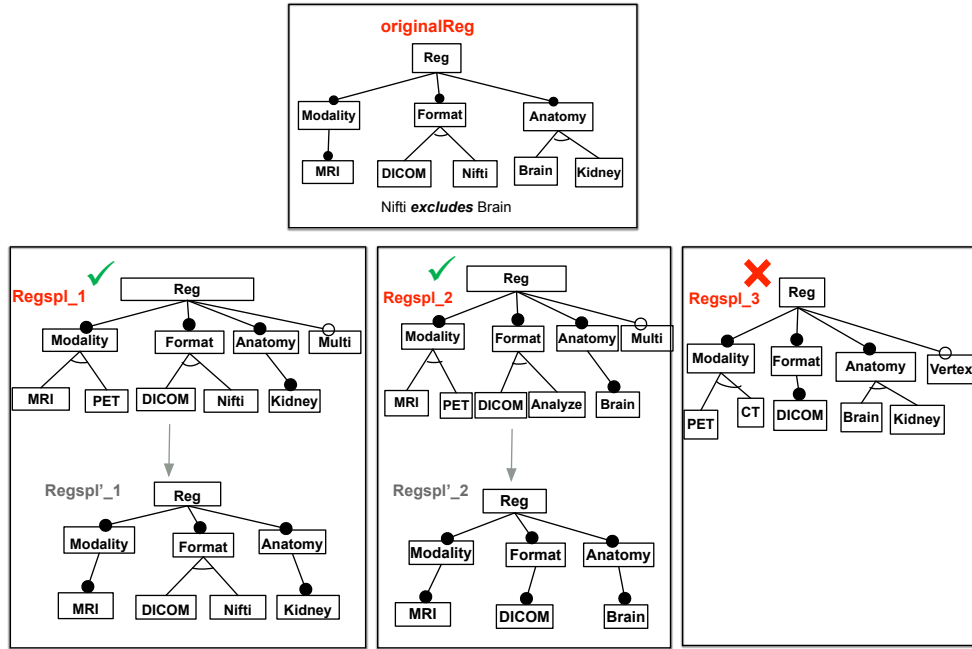 originalReg
Reg
Modality Format Anatomy
MRI DICOM Nifti Brain Kidney
Nifti excludes Brain
Regspl_1
Reg
Modality Format Anatomy Multi
MRI PET DICOM Nifti Kidney
Regspl'_1
Reg
Modality Format Anatomy
MRI DICOM Nifti Kidney
Regspl_2
Reg
Modality Format Anatomy Multi
MRI PET DICOM Analyze Brain
Regspl'_2
Reg
Modality Format Anatomy
MRI DICOM Brain
Regspl_3
Reg
Modality Format Anatomy Vertex
PET CT DICOM Brain Kidney